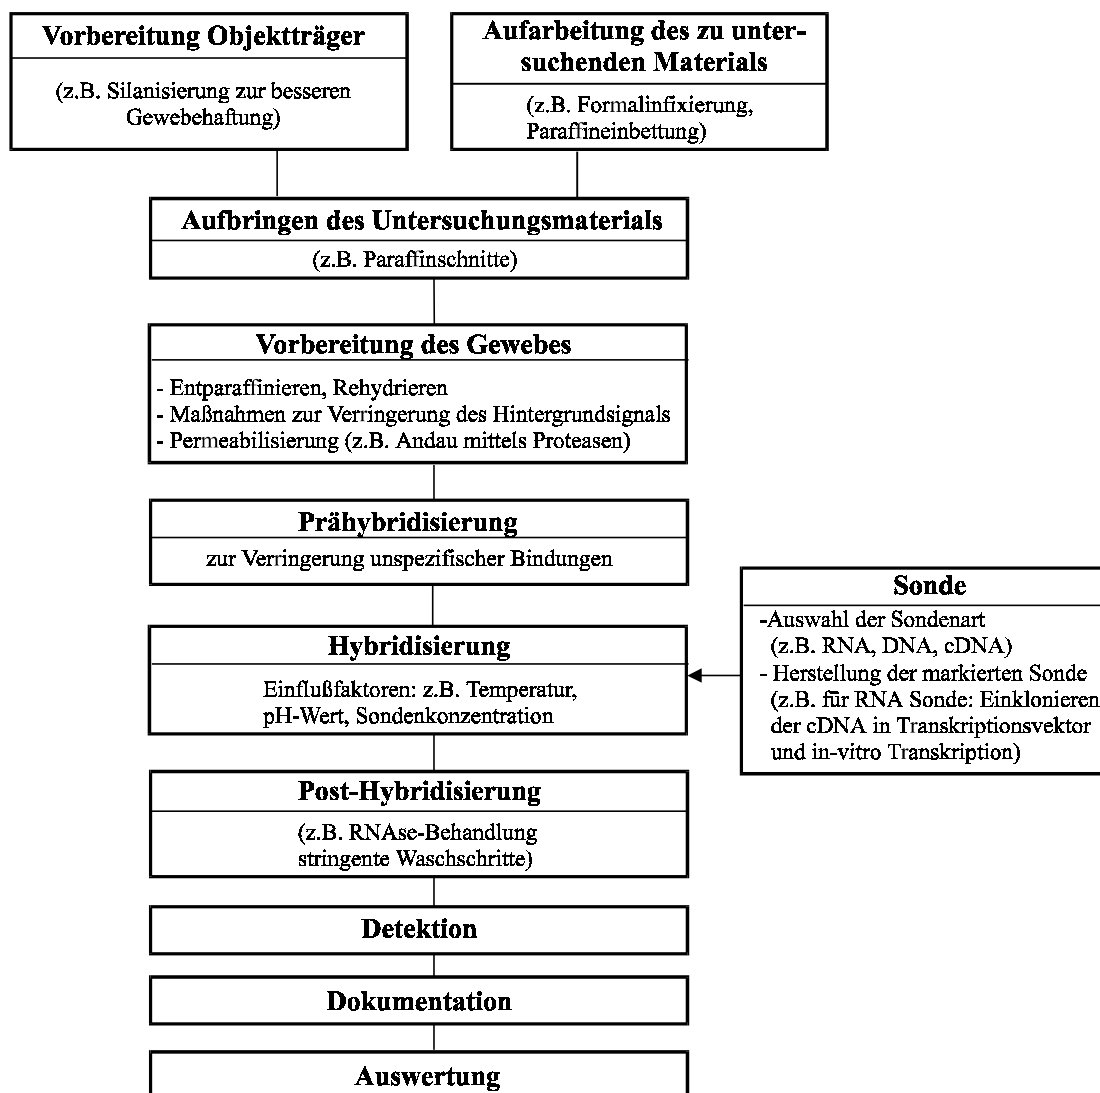 Vorbereitung Objektträger
(z.B. Silanisierung zur besseren
Gewebehaftung)
Aufarbeitung des zu unter-
suchenden Materials
(z.B. Formalinfixierung,
Paraffineinbettung)
Aufbringen des Untersuchungsmaterials
(z.B. Paraffinschnitte)
Vorbereitung des Gewebes
- Entparaffinieren, Rehydrieren
- Maßnahmen zur Verringerung des Hintergrundsignals
- Permeabilisierung (z.B. Andau mittels Proteasen)
Prähybridisierung
zur Verringerung unspezifischer Bindungen
Hybridisierung
Einflußfaktoren: z.B. Temperatur,
pH-Wert, Sondenkonzentration
Sonde
-Auswahl der Sondenart
(z.B. RNA, DNA, cDNA)
- Herstellung der markierten Sonde
(z.B. für RNA Sonde: Einklonieren
der cDNA in Transkriptionsvektor
und in-vitro Transkription)
Post-Hybridisierung
(z.B. RNAse-Behandlung
stringente Waschschritte)
Detektion
Dokumentation
Auswertung